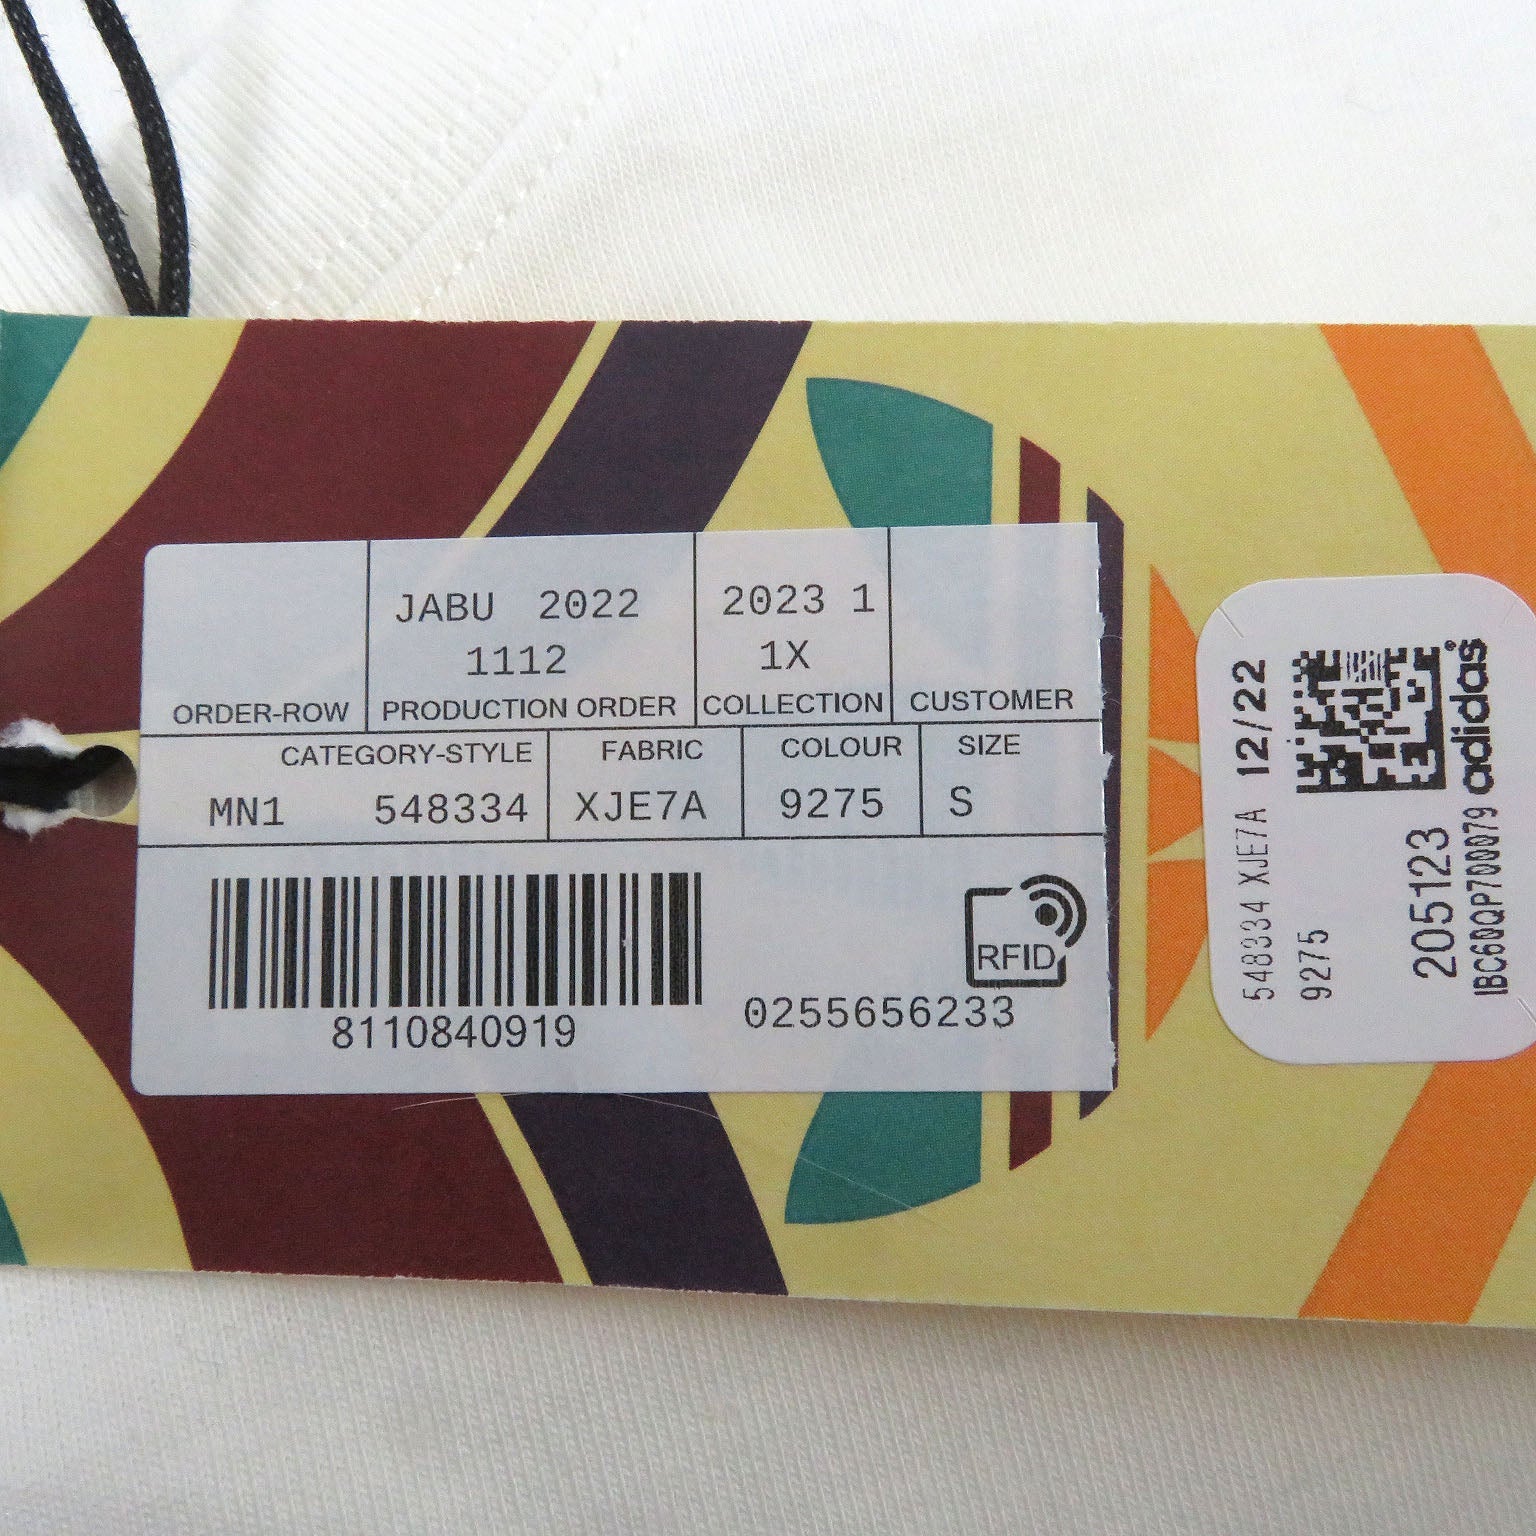 JABU 2022
1112
2023 1
1X
ORDER-ROW PRODUCTION ORDER COLLECTION CUSTOMER
CATEGORY-STYLE FABRIC COLOUR SIZE
MN1 548334 XJE7A 9275 S
RFID
8110840919
0255656233
548334 XJE7A 12/22
9275
205123
IBC60QP700079 adidas®